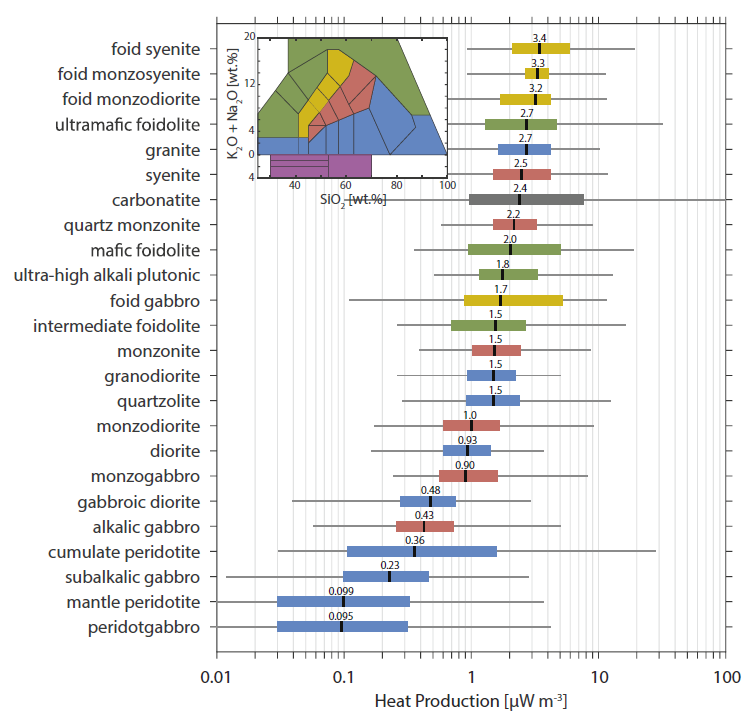 foid syenite
3.4
foid monzosyenite
3.3
foid monzodiorite
3.2
ultramafic foidolite
2.7
granite
2.7
syenite
2.5
carbonatite
2.4
quartz monzonite
2.2
mafic foidolite
2.0
ultra-high alkali plutonic
1.8
foid gabbro
1.7
intermediate foidolite
1.5
monzonite
1.5
granodiorite
1.5
quartzolite
1.5
monzodiorite
1.0
diorite
0.93
monzogabbro
0.90
gabbroic diorite
0.48
alkalic gabbro
0.43
cumulate peridotite
0.36
subalkalic gabbro
0.23
mantle peridotite
0.099
peridotgabbro
0.095
0.01 0.1 1 10 100
Heat Production [µW m⁻³]
K₂O + Na₂O [wt.%]
20
12
4
0
4
40 60 80 100
SIO₂ [wt.%]